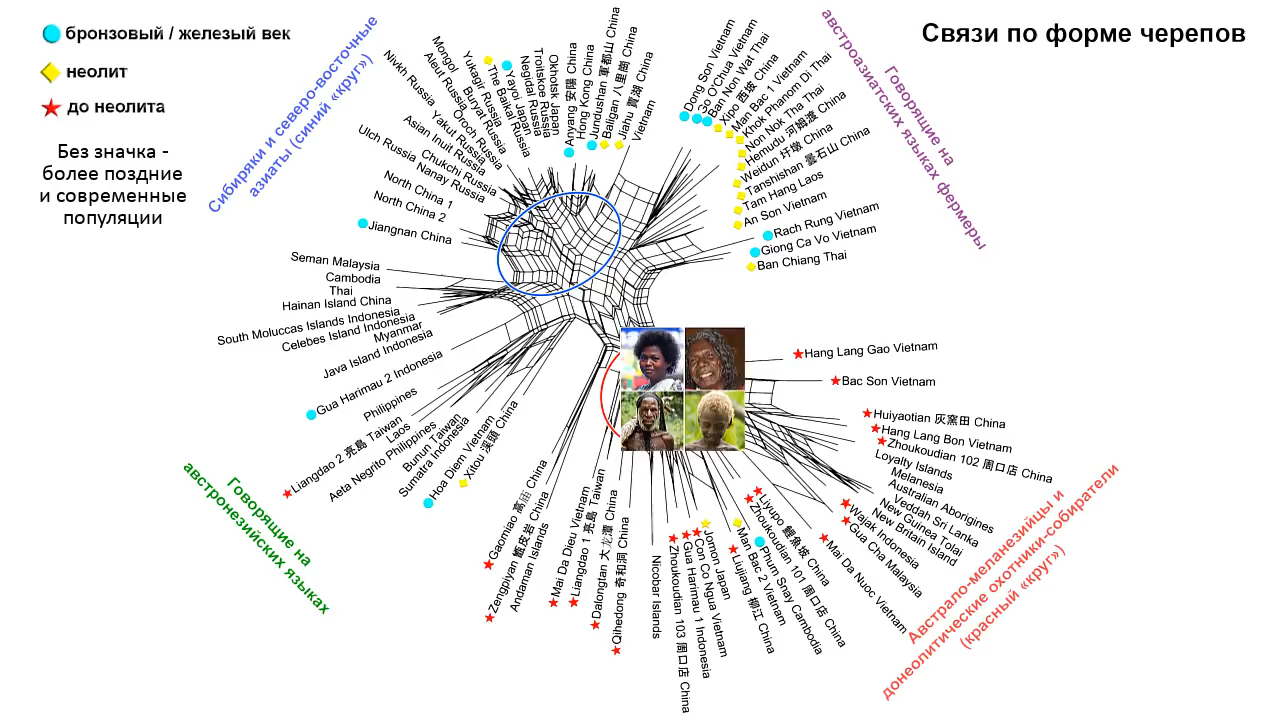 Связи по форме черепов
бронзовый / железый век
неолит
до неолита
Без значка -
более поздние
и современные
популяции
Сибиряки и северо-восточные
азиаты (синий «круг»)
Говорящие на
австроазиатских языках фермеры
Говорящие на
австронезийских языках
Австрало-меланезийцы и
донеолитические охотники-собиратели
(красный «круг»)
Jiangnan China
North China 2
North China 1
Ulch Russia
Nanay Russia
Asian Inuit Russia
Chukchi Russia
Yakut Russia
Nivkh Russia
Oroch Russia
Aleut Russia
Buryat Russia
Mongol
Yukagir Russia
The Baikal Russia
Yayoi Japan
Negidal Russia
Troitskoe Russia
Okhotsk Japan
Anyang 安陽 China
Hong Kong China
Jundushan 軍都山 China
Baligan 八里崗 China
Jiahu 賈湖 China
Vietnam
Dong Son Vietnam
Go O'Chua Vietnam
Ban Non Wat Thai
Xipo 西坡 China
Man Bac 1 Vietnam
Khok Phanom Di Thai
Non Nok Tha Thai
Hemudu 河姆渡 China
Weidun 圩墩 China
Tanshishan 曇石山 China
Tam Hang Laos
An Son Vietnam
Rach Rung Vietnam
Giong Ca Vo Vietnam
Ban Chiang Thai
Hang Lang Gao Vietnam
Bac Son Vietnam
Huiyaotian 灰窰田 China
Hang Lang Bon Vietnam
Zhoukoudian 102 周口店 China
Loyalty Islands
Melanesia
Australian Aborigines
Veddah Sri Lanka
New Guinea Tolai
New Britain Island
Wajak Indonesia
Gua Cha Malaysia
Mai Da Nuoc Vietnam
Liyupo 鯉魚坡 China
Zhoukoudian 101 周口店 China
Phum Snay Cambodia
Man Bac 2 Vietnam
Liujiang 柳江 China
Jomon Japan
Con Co Ngua Vietnam
Gua Harimau 1 Indonesia
Zhoukoudian 103 周口店 China
Nicobar Islands
Qihedong 奇和洞 China
Dalongtan 大龙潭 China
Liangdao 1 亮島 Taiwan
Mai Da Dieu Vietnam
Andaman Islands
Zengpiyan 甑皮岩 China
Gaomiao 高庙 China
Xitou 溪頭 China
Hoa Diem Vietnam
Sumatra Indonesia
Bunun Taiwan
Aeta Negrito Philippines
Laos
Liangdao 2 亮島 Taiwan
Philippines
Gua Harimau 2 Indonesia
Java Island Indonesia
Myanmar
Celebes Island Indonesia
South Moluccas Islands Indonesia
Hainan Island China
Thai
Cambodia
Seman Malaysia